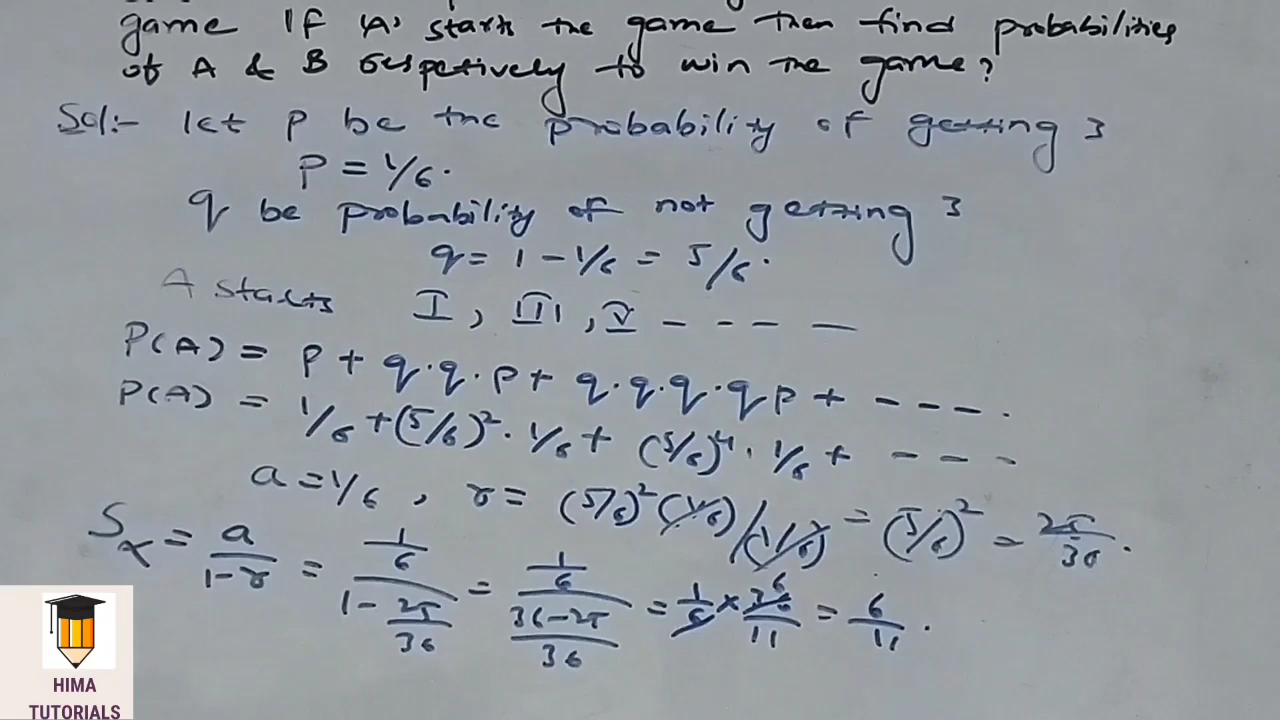 game If 'A' starts the game then find probabilities
of A & B respectively to win the game?
Sol:- let P be the probability of getting 3
P = 1/6.
q be probability of not getting 3
q = 1 - 1/6 = 5/6.
A starts I, III, V - - - -
P(A) = p + q.q.p + q.q.q.q p + - - - - .
P(A) = 1/6 + (5/6)^2 . 1/6 + (5/6)^4 . 1/6 + - - -
a = 1/6 , r = (5/6)^2 (1/6) / (1/6) = (5/6)^2 = 25/36 .
S∝ = a/(1-r) = (1/6)/(1 - 25/36) = (1/6)/((36-25)/36) = 1/6 × 36/11 = 6/11 .
HIMA
TUTORIALS